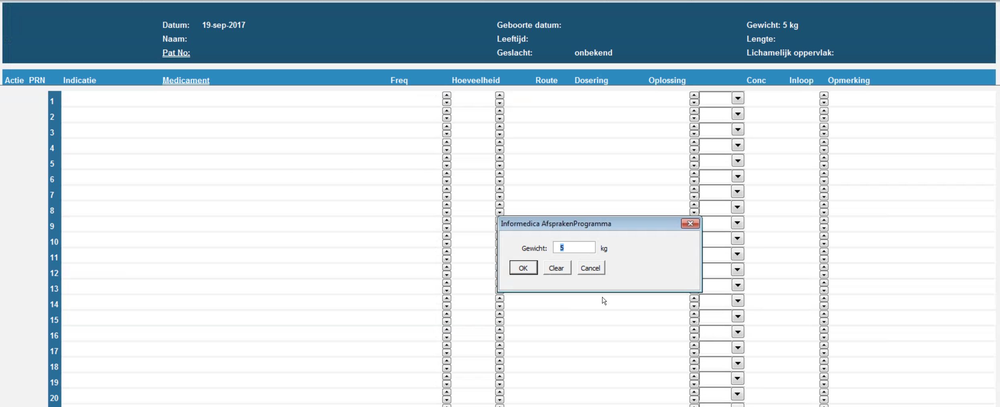 Datum: 19-sep-2017 Geboorte datum: Gewicht: 5 kg
Naam: Leeftijd: Lengte:
Pat No: Geslacht: onbekend Lichamelijk oppervlak:
Actie PRN Indicatie Medicament Freq Hoeveelheid Route Dosering Oplossing Conc Inloop Opmerking
1
2
3
4
5
6
7
8
9
10
11
12
13
14
15
16
17
18
19
20
Informedica AfsprakenProgramma
Gewicht: 5 kg
OK Clear Cancel